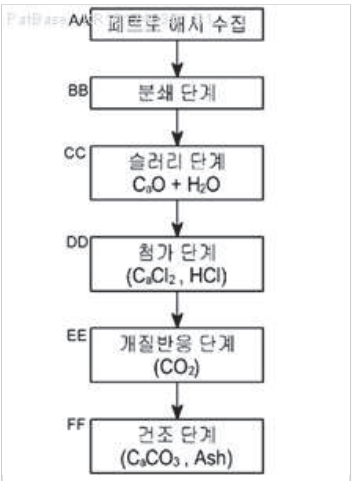 AA 페트로 애시 수집
BB 분쇄 단계
CC 슬러리 단계
CaO + H₂O
DD 첨가 단계
(CaCl₂ , HCl)
EE 개질반응 단계
(CO₂)
FF 건조 단계
(CaCO₃ , Ash)